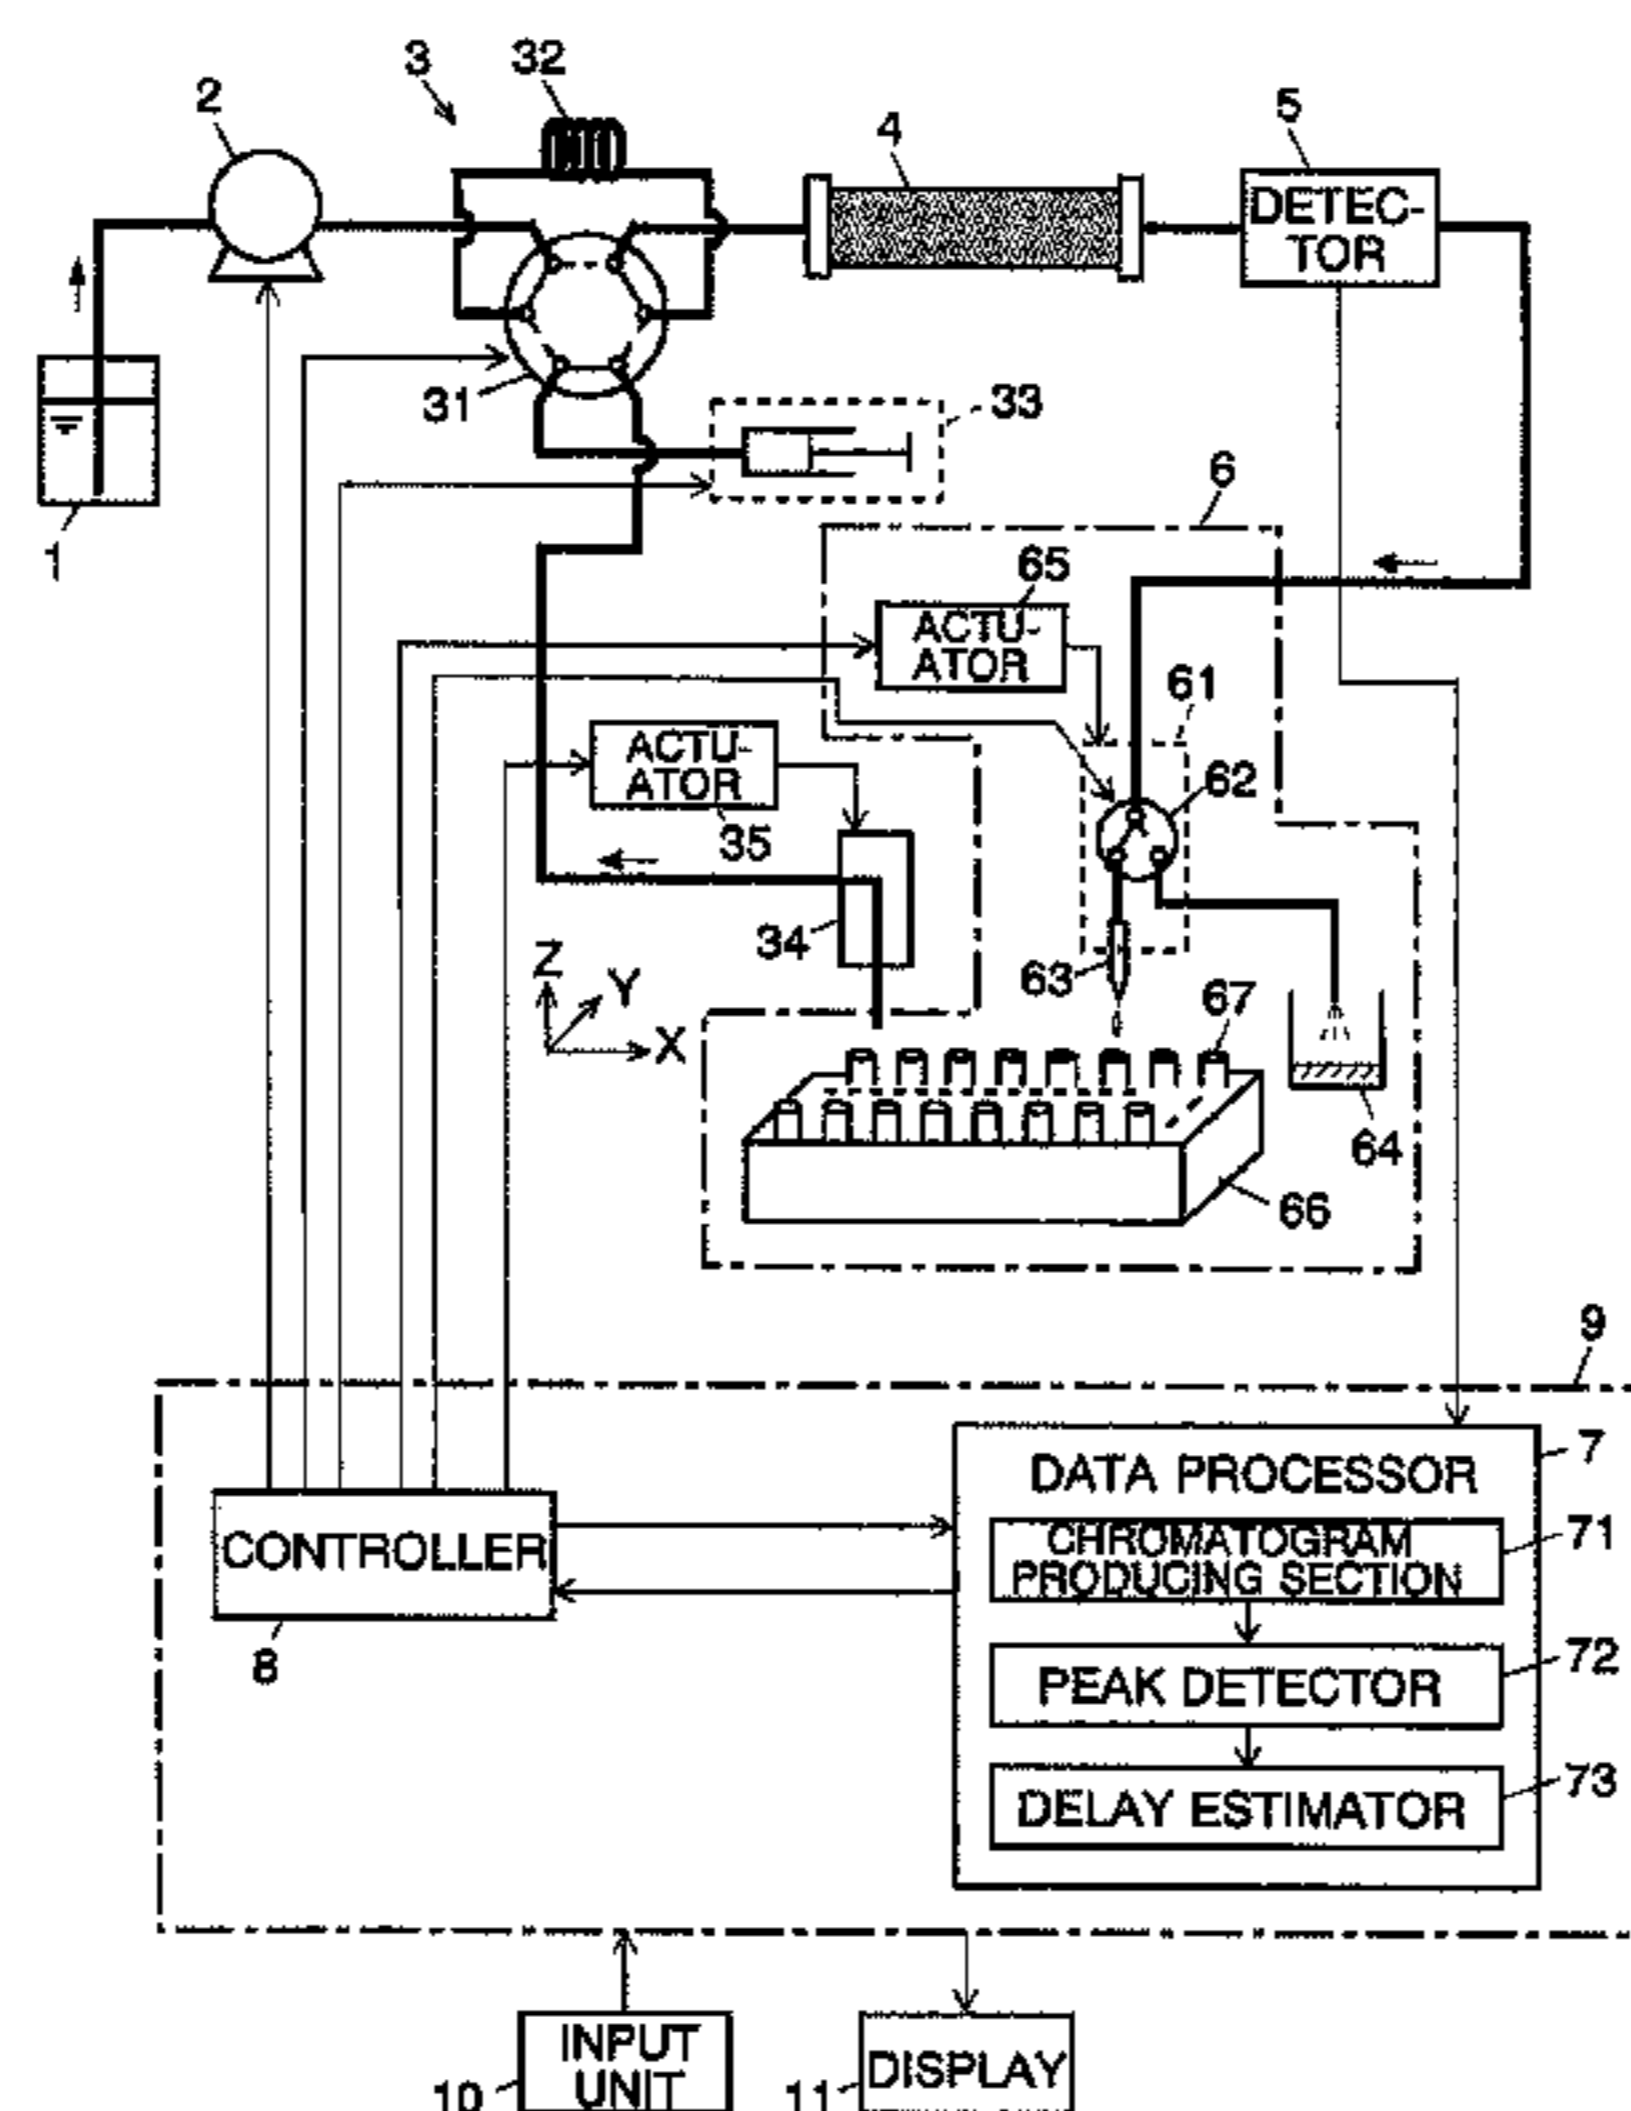 3
32
2
4
5
DETEC-
TOR
31
33
1
6
65
ACTU-
ATOR
61
ACTU-
ATOR
62
35
34
Z
Y
X
63
67
64
66
9
7
DATA PROCESSOR
CONTROLLER
CHROMATOGRAM
PRODUCING SECTION
71
8
PEAK DETECTOR
72
DELAY ESTIMATOR
73
INPUT
UNIT
10
DISPLAY
11